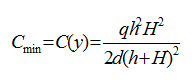 C_min = C(y) = qh²H² / 2d(h+H)²